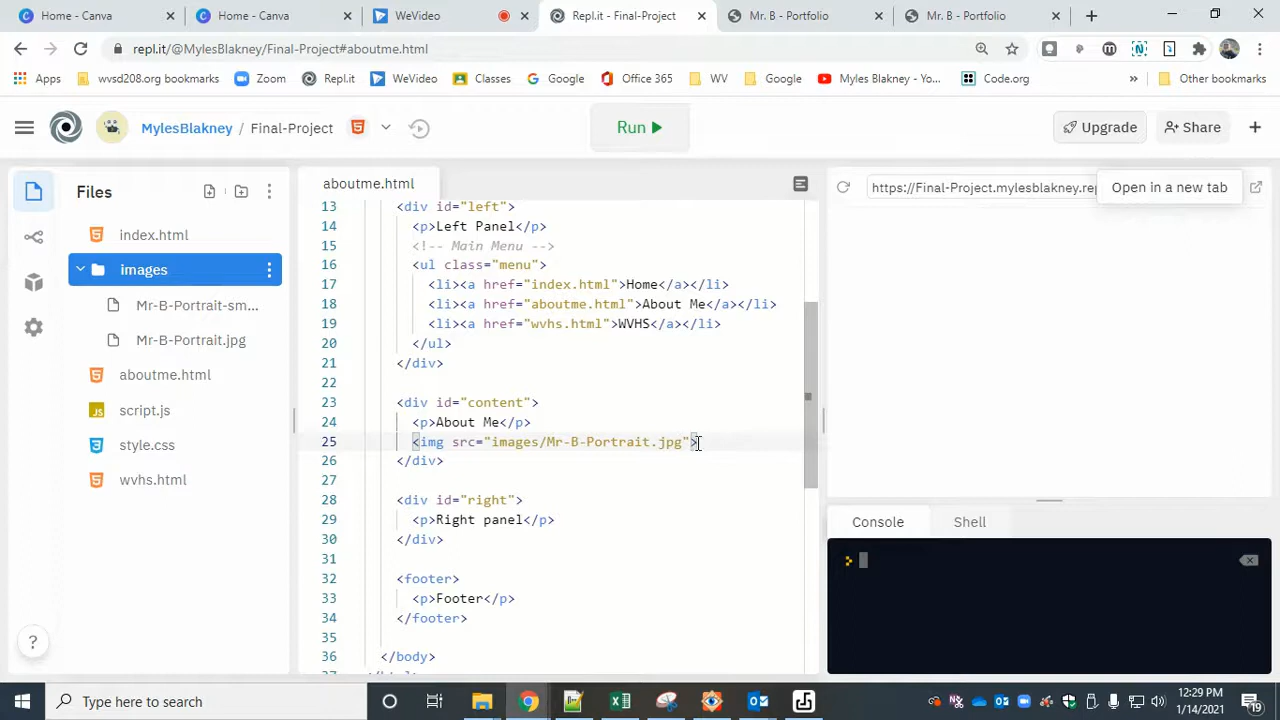 Home - Canva
Home - Canva
WeVideo
Repl.it - Final-Project
Mr. B - Portfolio
Mr. B - Portfolio
repl.it/@MylesBlakney/Final-Project#aboutme.html
Apps
wvsd208.org bookmarks
Zoom
Repl.it
WeVideo
Classes
Google
Office 365
WV
Google
Myles Blakney - Yo...
Code.org
»
Other bookmarks
MylesBlakney / Final-Project
Run
Upgrade
Share
Files
index.html
images
Mr-B-Portrait-sm...
Mr-B-Portrait.jpg
aboutme.html
script.js
style.css
wvhs.html
?
aboutme.html
13 <div id="left">
14 <p>Left Panel</p>
15 <!-- Main Menu -->
16 <ul class="menu">
17 <li><a href="index.html">Home</a></li>
18 <li><a href="aboutme.html">About Me</a></li>
19 <li><a href="wvhs.html">WVHS</a></li>
20 </ul>
21 </div>
22
23 <div id="content">
24 <p>About Me</p>
25 <img src="images/Mr-B-Portrait.jpg">
26 </div>
27
28 <div id="right">
29 <p>Right panel</p>
30 </div>
31
32 <footer>
33 <p>Footer</p>
34 </footer>
35
36 </body>
https://Final-Project.mylesblakney.rep
Open in a new tab
Console
Shell
Type here to search
12:29 PM
1/14/2021
19